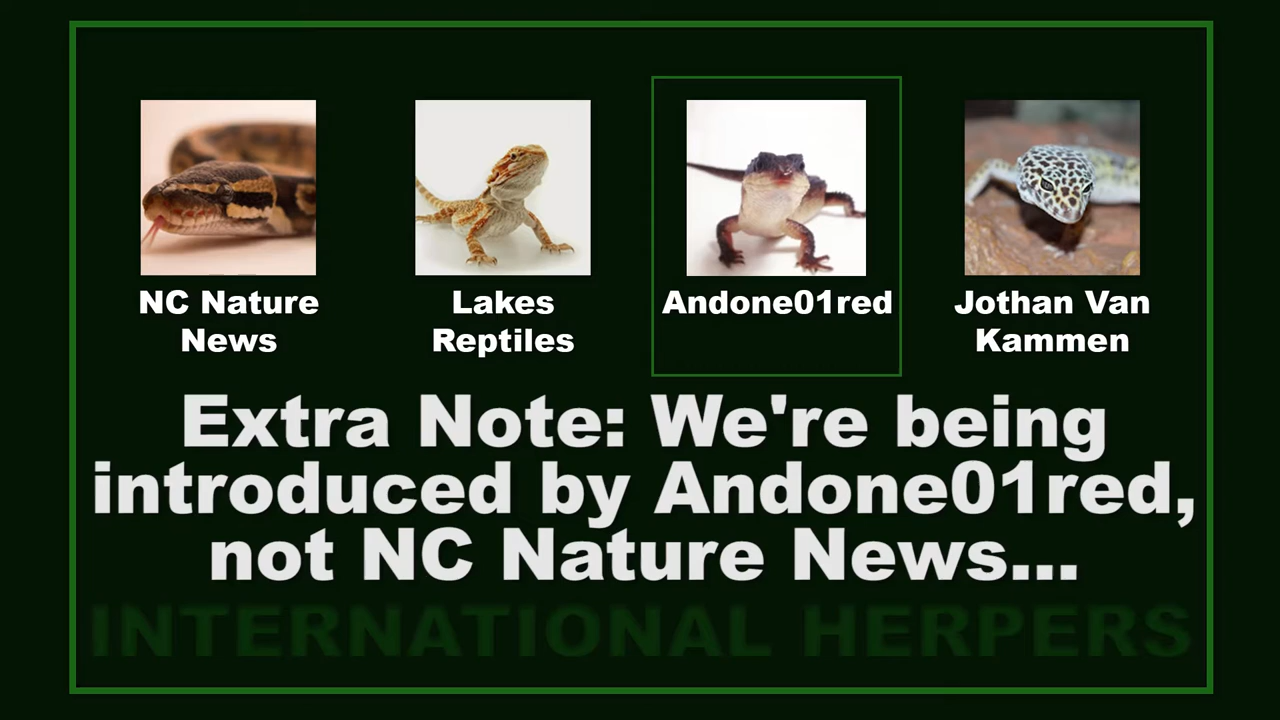 NC Nature
News
Lakes
Reptiles
Andone01red
Jothan Van
Kammen
Extra Note: We're being
introduced by Andone01red,
not NC Nature News...
INTERNATIONAL HERPERS